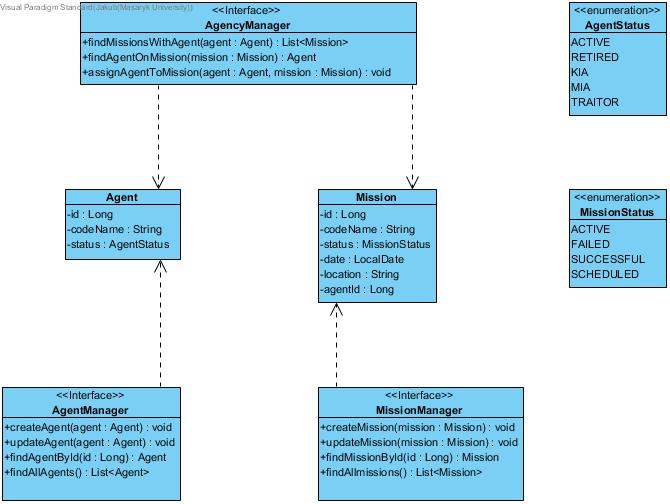 Visual Paradigm Standard(Jakub(Masaryk University))
<<Interface>>
AgencyManager
+findMissionsWithAgent(agent : Agent) : List<Mission>
+findAgentOnMission(mission : Mission) : Agent
+assignAgentToMission(agent : Agent, mission : Mission) : void
<<enumeration>>
AgentStatus
ACTIVE
RETIRED
KIA
MIA
TRAITOR
Agent
-id : Long
-codeName : String
-status : AgentStatus
Mission
-id : Long
-codeName : String
-status : MissionStatus
-date : LocalDate
-location : String
-agentId : Long
<<enumeration>>
MissionStatus
ACTIVE
FAILED
SUCCESSFUL
SCHEDULED
<<Interface>>
AgentManager
+createAgent(agent : Agent) : void
+updateAgent(agent : Agent) : void
+findAgentById(id : Long) : Agent
+findAllAgents() : List<Agent>
<<Interface>>
MissionManager
+createMission(mission : Mission) : void
+updateMission(mission : Mission) : void
+findMissionById(id : Long) : Mission
+findAllmissions() : List<Mission>